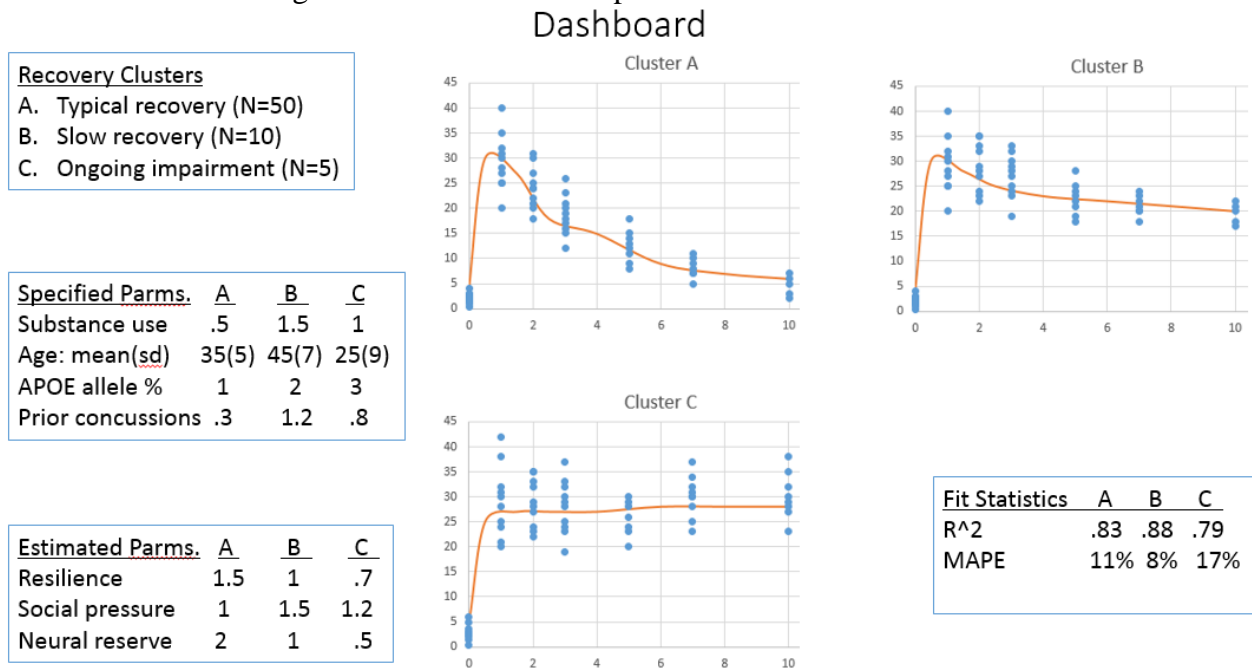 Dashboard
Recovery Clusters
A. Typical recovery (N=50)
B. Slow recovery (N=10)
C. Ongoing impairment (N=5)
Cluster A
45
40
35
30
25
20
15
10
5
0
0 2 4 6 8 10
Cluster B
45
40
35
30
25
20
15
10
5
0
0 2 4 6 8 10
Specified Parms. A B C
Substance use .5 1.5 1
Age: mean(sd) 35(5) 45(7) 25(9)
APOE allele % 1 2 3
Prior concussions .3 1.2 .8
Cluster C
45
40
35
30
25
20
15
10
5
0
0 2 4 6 8 10
Estimated Parms. A B C
Resilience 1.5 1 .7
Social pressure 1 1.5 1.2
Neural reserve 2 1 .5
Fit Statistics A B C
R^2 .83 .88 .79
MAPE 11% 8% 17%